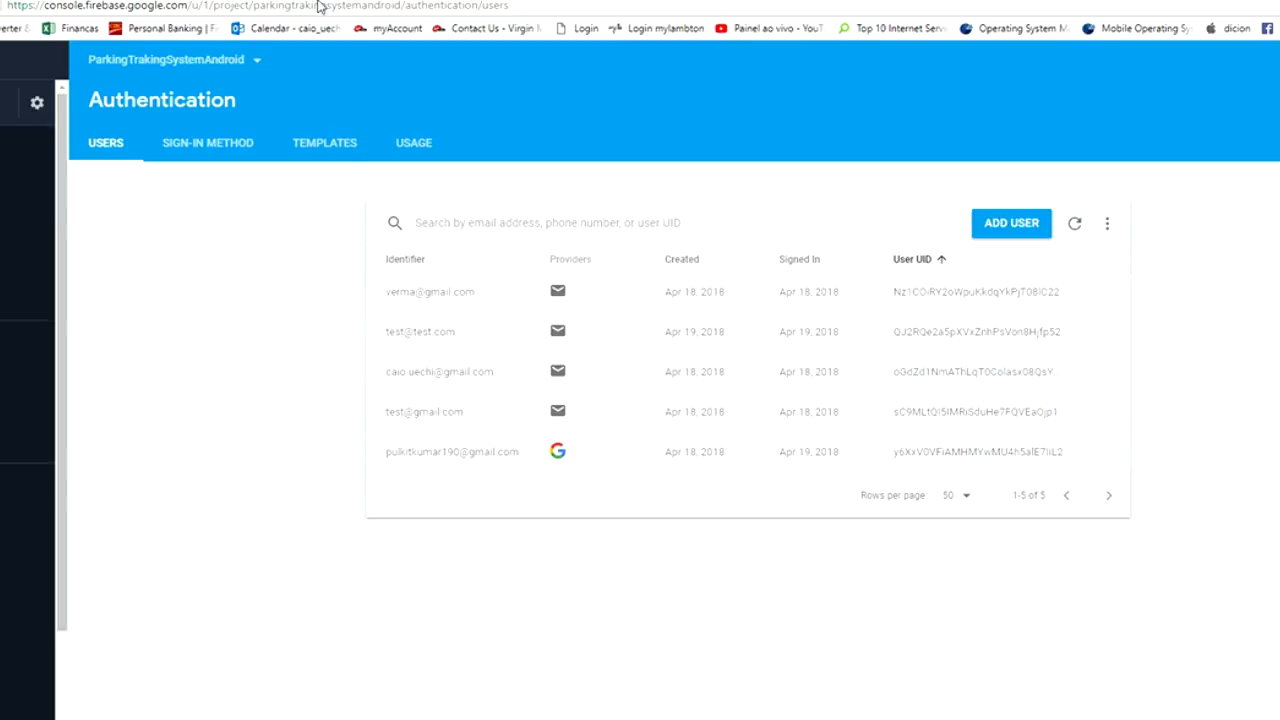 https://console.firebase.google.com/u/1/project/parkingtrakingsystemandroid/authentication/users
Financas Personal Banking | F Calendar - caio_uech myAccount Contact Us - Virgin Login Login mylambton Painel ao vivo - YouT Top 10 Internet Serv Operating System M Mobile Operating Sy dicion
ParkingTrakingSystemAndroid
Authentication
USERS SIGN-IN METHOD TEMPLATES USAGE
Search by email address, phone number, or user UID ADD USER
Identifier Providers Created Signed In User UID
verma@gmail.com Apr 18, 2018 Apr 18, 2018
test@test.com Apr 19, 2018 Apr 19, 2018
caio.uechi@gmail.com Apr 18, 2018 Apr 18, 2018
test@gmail.com Apr 18, 2018 Apr 18, 2018
pulkitkumar190@gmail.com Apr 18, 2018 Apr 19, 2018
Rows per page 50 1-5 of 5